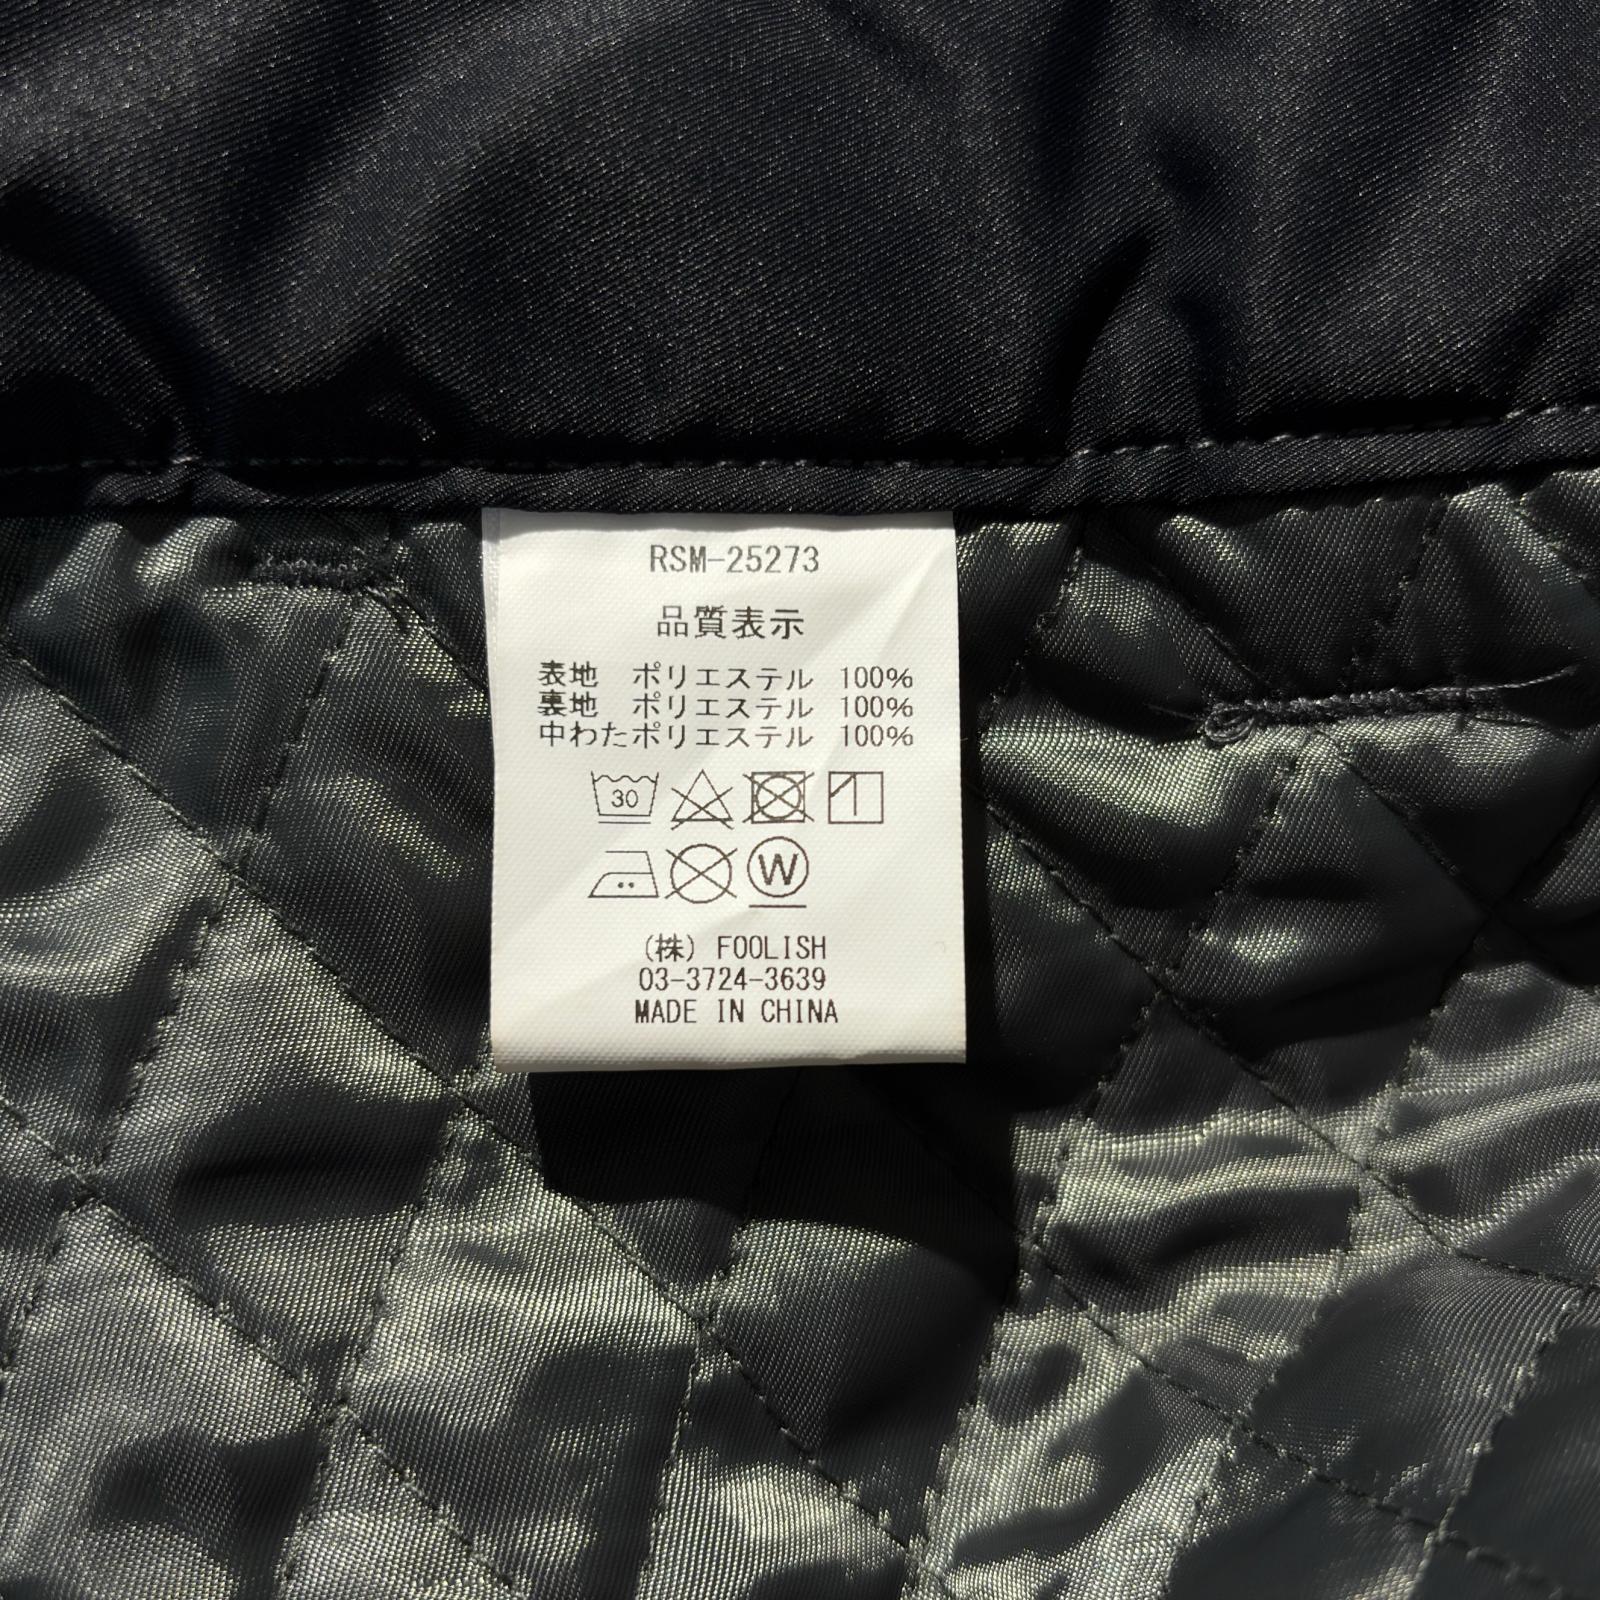 RSM-25273
品質表示
表地 ポリエステル 100%
裏地 ポリエステル 100%
中わたポリエステル 100%
30
W
(株) FOOLISH
03-3724-3639
MADE IN CHINA